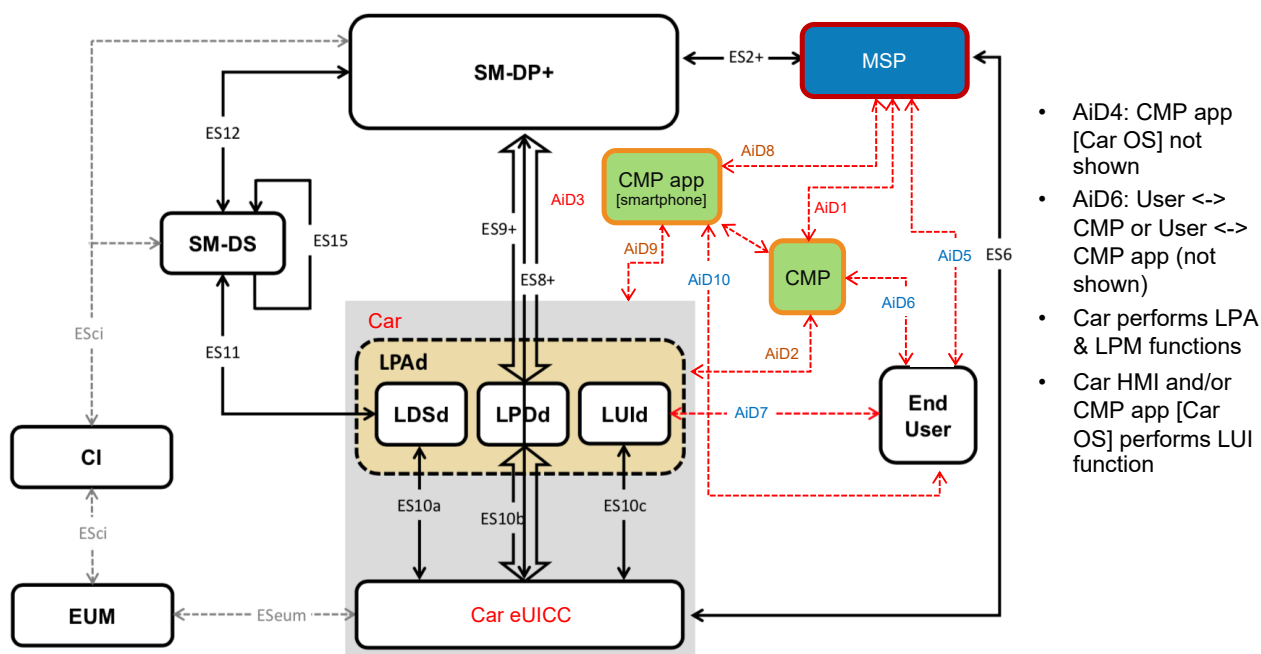 SM-DP+
ES2+
MSP
ES12
AiD8
CMP app
[smartphone]
AiD3
AiD1
SM-DS
ES15
ES9+
AiD9
ES8+
AiD10
CMP
AiD5
ES6
AiD6
ESci
ES11
Car
LPAd
AiD2
LDSd
LPDd
LUId
AiD7
End
User
CI
ES10a
ES10b
ES10c
ESci
EUM
ESeum
Car eUICC
• AiD4: CMP app
[Car OS] not
shown
• AiD6: User <->
CMP or User <->
CMP app (not
shown)
• Car performs LPA
& LPM functions
• Car HMI and/or
CMP app [Car
OS] performs LUI
function